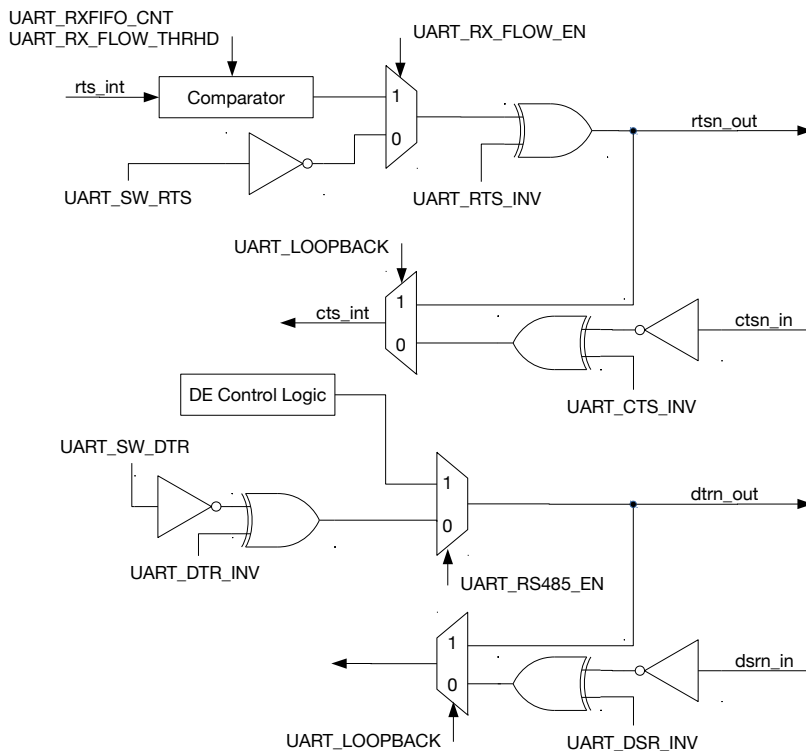 UART_RXFIFO_CNT
UART_RX_FLOW_THRHD
UART_RX_FLOW_EN
rts_int
Comparator
1
0
rtsn_out
UART_SW_RTS
UART_RTS_INV
UART_LOOPBACK
cts_int
1
0
ctsn_in
UART_CTS_INV
DE Control Logic
UART_SW_DTR
1
0
dtrn_out
UART_DTR_INV
UART_RS485_EN
1
0
dsrn_in
UART_LOOPBACK
UART_DSR_INV